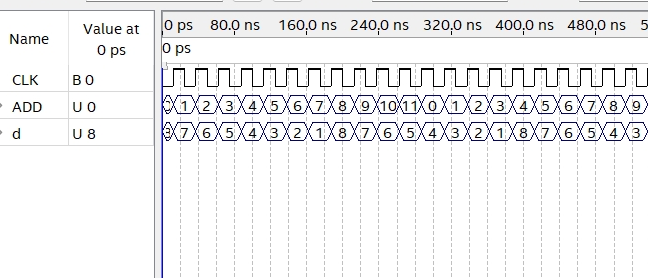 Name
Value at
0 ps
0 ps 80.0 ns 160.0 ns 240.0 ns 320.0 ns 400.0 ns 480.0 ns
0 ps
CLK B 0
ADD U 0 1 2 3 4 5 6 7 8 9 10 11 0 1 2 3 4 5 6 7 8 9
d U 8 7 6 5 4 3 2 1 8 7 6 5 4 3 2 1 8 7 6 5 4 3